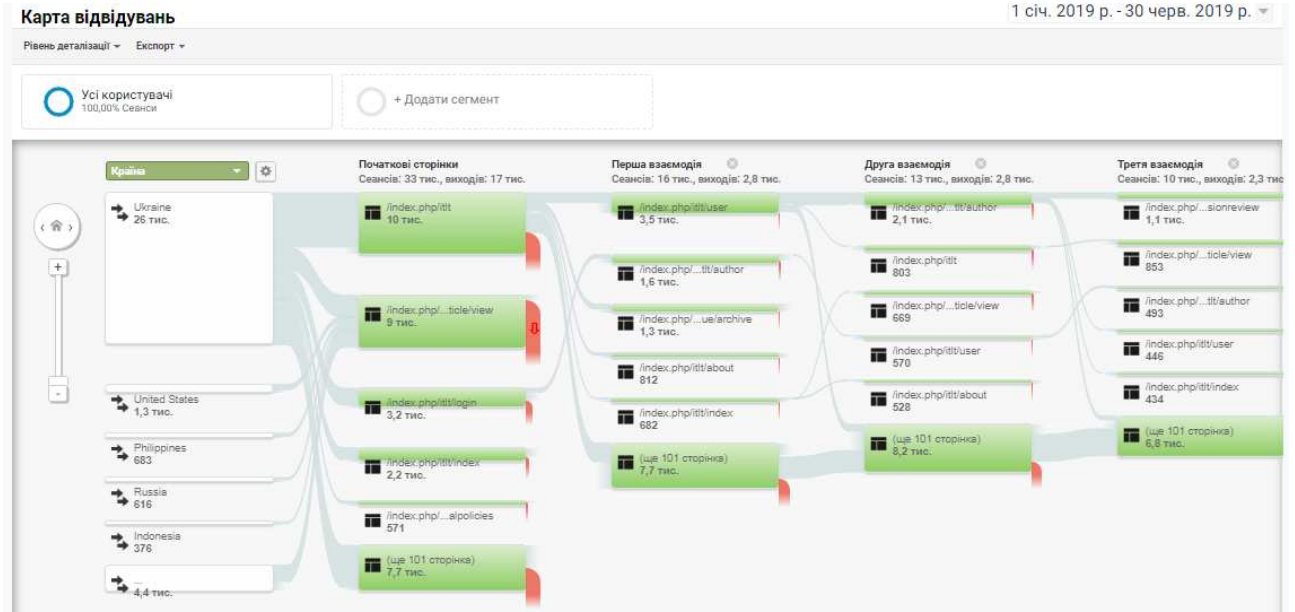 Карта відвідувань
1 січ. 2019 р. - 30 черв. 2019 р.
Рівень деталізації
Експорт
Усі користувачі
100,00% Сеанси
+ Додати сегмент
Країна
Ukraine
26 тис.
United States
1,3 тис.
Philippines
683
Russia
616
Indonesia
376
...
4,4 тис.
Початкові сторінки
Сеансів: 33 тис., виходів: 17 тис.
/index.php/itlt
10 тис.
/index.php/...ticle/view
9 тис.
/index.php/itlt/login
3,2 тис.
/index.php/itlt/index
2,2 тис.
/index.php/...alpolicies
571
(ще 101 сторінка)
7,7 тис.
Перша взаємодія
Сеансів: 16 тис., виходів: 2,8 тис.
/index.php/itlt/user
3,5 тис.
/index.php/...tlt/author
1,6 тис.
/index.php/...ue/archive
1,3 тис.
/index.php/itlt/about
812
/index.php/itlt/index
682
(ще 101 сторінка)
7,7 тис.
Друга взаємодія
Сеансів: 13 тис., виходів: 2,8 тис.
/index.php/...tlt/author
2,1 тис.
/index.php/itlt
803
/index.php/...ticle/view
669
/index.php/itlt/user
570
/index.php/itlt/about
528
(ще 101 сторінка)
8,2 тис.
Третя взаємодія
Сеансів: 10 тис., виходів: 2,3 тис
/index.php/...sionreview
1,1 тис.
/index.php/...ticle/view
853
/index.php/...tlt/author
493
/index.php/itlt/user
446
/index.php/itlt/index
434
(ще 101 сторінка)
6,8 тис.